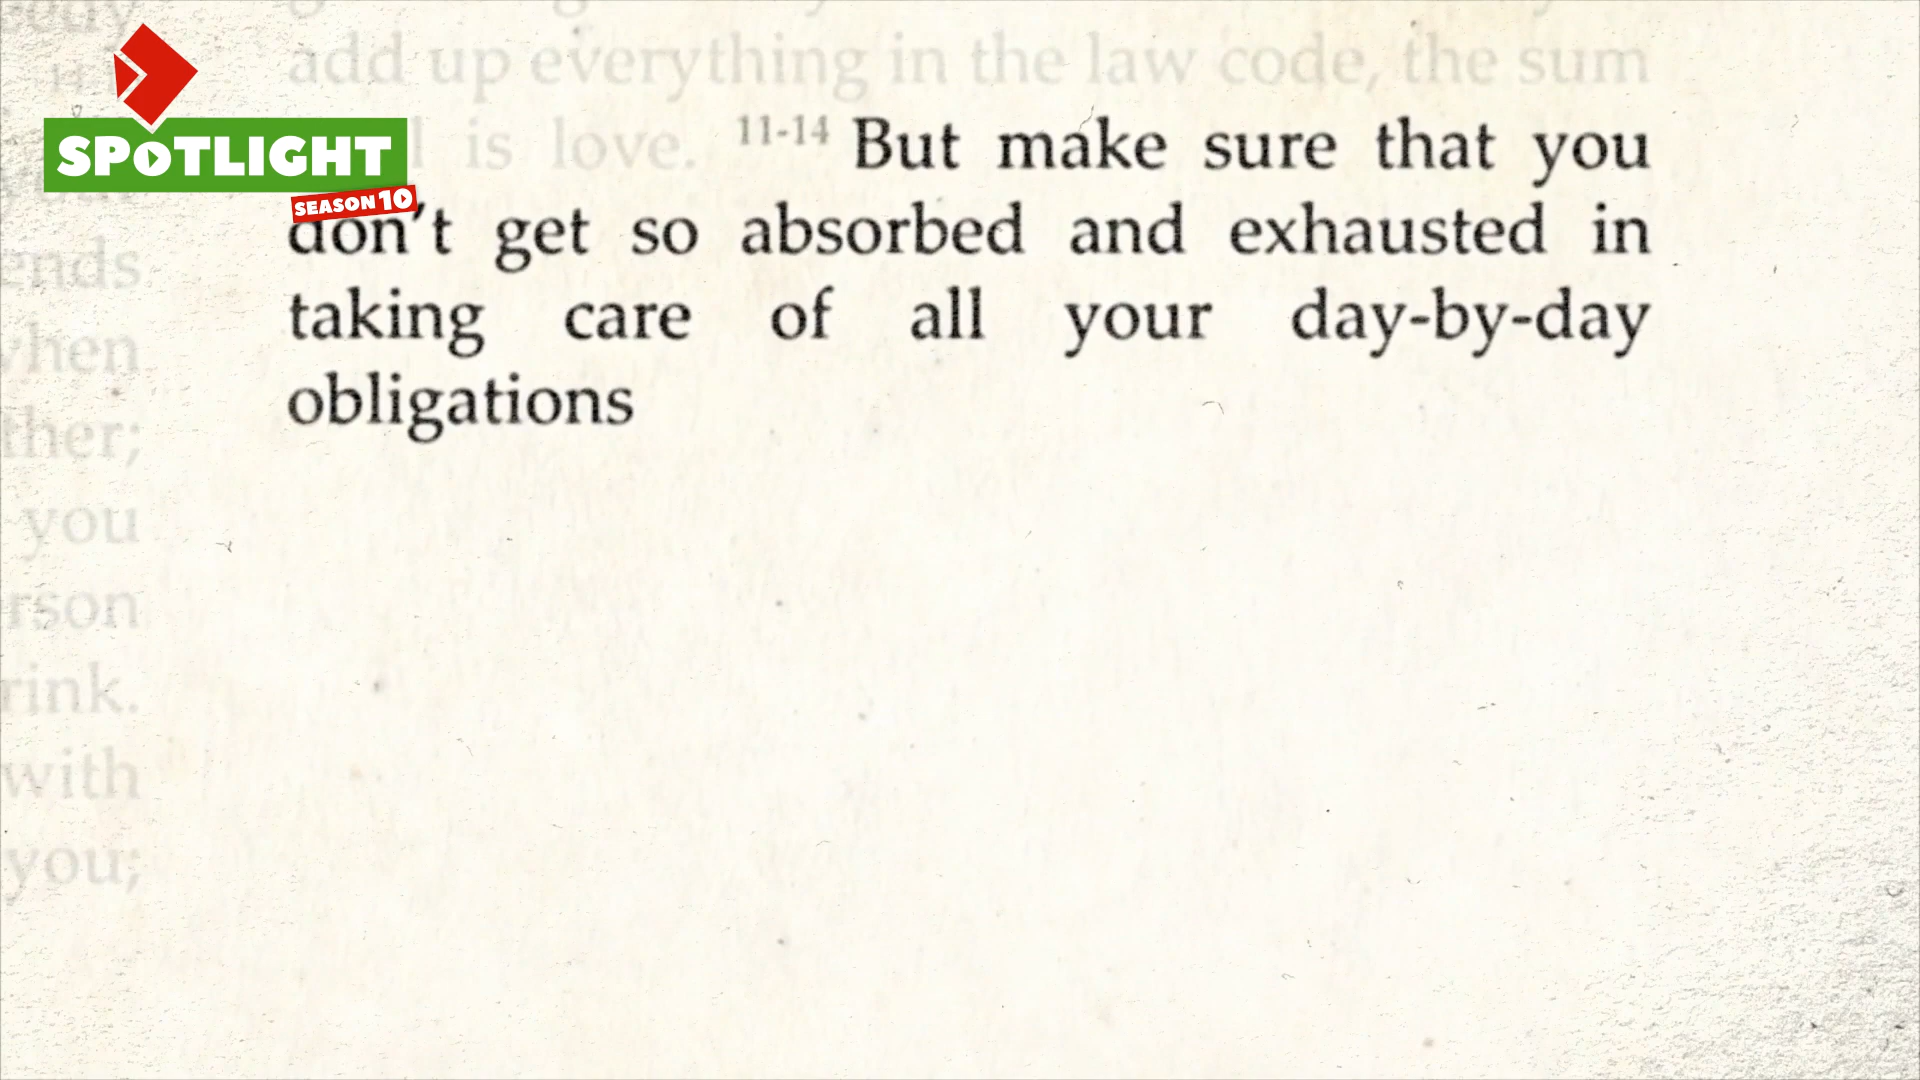 SPOTLIGHT
SEASON 10
add up everything in the law code, the sum
is love. 11-14 But make sure that you
don't get so absorbed and exhausted in
taking care of all your day-by-day
obligations
ends
when
ther;
you
rson
rink.
with
you;